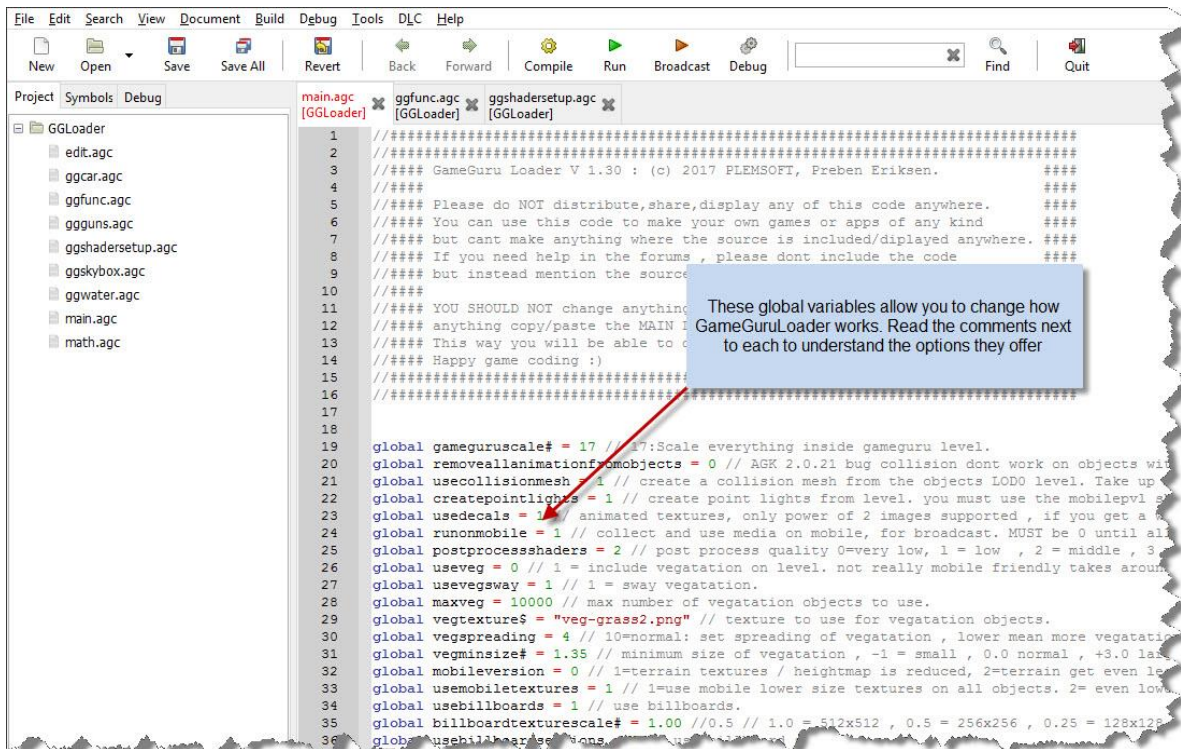 File Edit Search View Document Build Debug Tools DLC Help
New Open Save Save All Revert Back Forward Compile Run Broadcast Debug Find Quit
Project Symbols Debug
main.agc [GGLoader]
ggfunc.agc [GGLoader]
ggshadersetup.agc [GGLoader]
GGLoader
edit.agc
ggcar.agc
ggfunc.agc
ggguns.agc
ggshadersetup.agc
ggskybox.agc
ggwater.agc
main.agc
math.agc
1 //################################################################################
2 //################################################################################
3 //#### GameGuru Loader V 1.30 : (c) 2017 PLEMSOFT, Preben Eriksen. ####
4 //#### ####
5 //#### Please do NOT distribute,share,display any of this code anywhere. ####
6 //#### You can use this code to make your own games or apps of any kind ####
7 //#### but cant make anything where the source is included/diplayed anywhere. ####
8 //#### If you need help in the forums , please dont include the code ####
9 //#### but instead mention the source
10 //####
11 //#### YOU SHOULD NOT change anything
12 //#### anything copy/paste the MAIN
13 //#### This way you will be able to
14 //#### Happy game coding :)
15 //################################################################################
16 //################################################################################
17
18
These global variables allow you to change how
GameGuruLoader works. Read the comments next
to each to understand the options they offer
19 global gameguruscale# = 17 // 17:Scale everything inside gameguru level.
20 global removeallanimationfromobjects = 0 // AGK 2.0.21 bug collision dont work on objects
21 global usecollisionmesh = 1 // create a collision mesh from the objects LOD0 level. Take up
22 global createpointlights = 1 // create point lights from level. you must use the mobilepvl
23 global usedecals = 1 // animated textures, only power of 2 images supported , if you get a
24 global runonmobile = 1 // collect and use media on mobile, for broadcast. MUST be 0 until
25 global postprocessshaders = 2 // post process quality 0=very low, 1 = low , 2 = middle , 3
26 global useveg = 0 // 1 = include vegatation on level. not really mobile friendly takes
27 global usevegsway = 1 // 1 = sway vegatation.
28 global maxveg = 10000 // max number of vegatation objects to use.
29 global vegtexture$ = "veg-grass2.png" // texture to use for vegatation objects.
30 global vegspreading = 4 // 10=normal: set spreading of vegatation , lower mean more
31 global vegminsize# = 1.35 // minimum size of vegatation , -1 = small , 0.0 normal , +3.0
32 global mobileversion = 0 // 1=terrain textures / heightmap is reduced, 2=terrain get even
33 global usemobiletextures = 1 // 1=use mobile lower size textures on all objects. 2= even
34 global usebillboards = 1 // use billboards.
35 global billboardtexturescale# = 1.00 //0.5 // 1.0 = 512x512 , 0.5 = 256x256 , 0.25 = 128x128
36